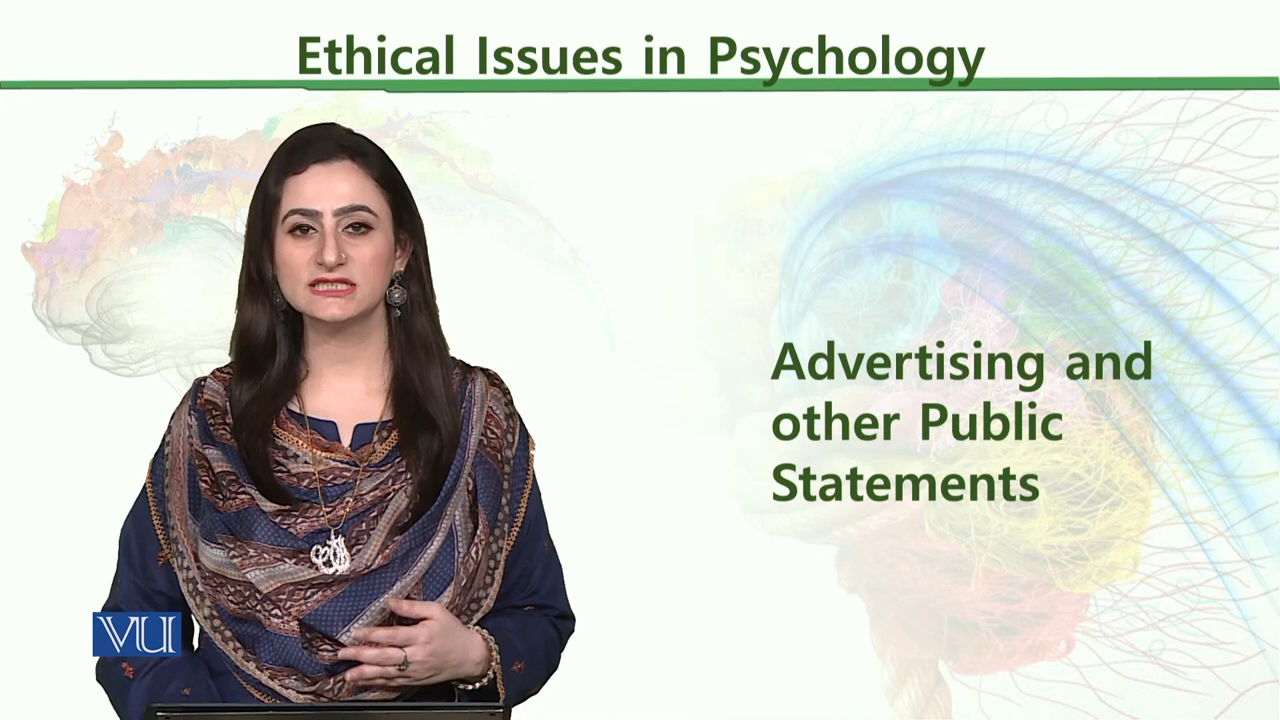 Ethical Issues in Psychology
Advertising and
other Public
Statements
VU